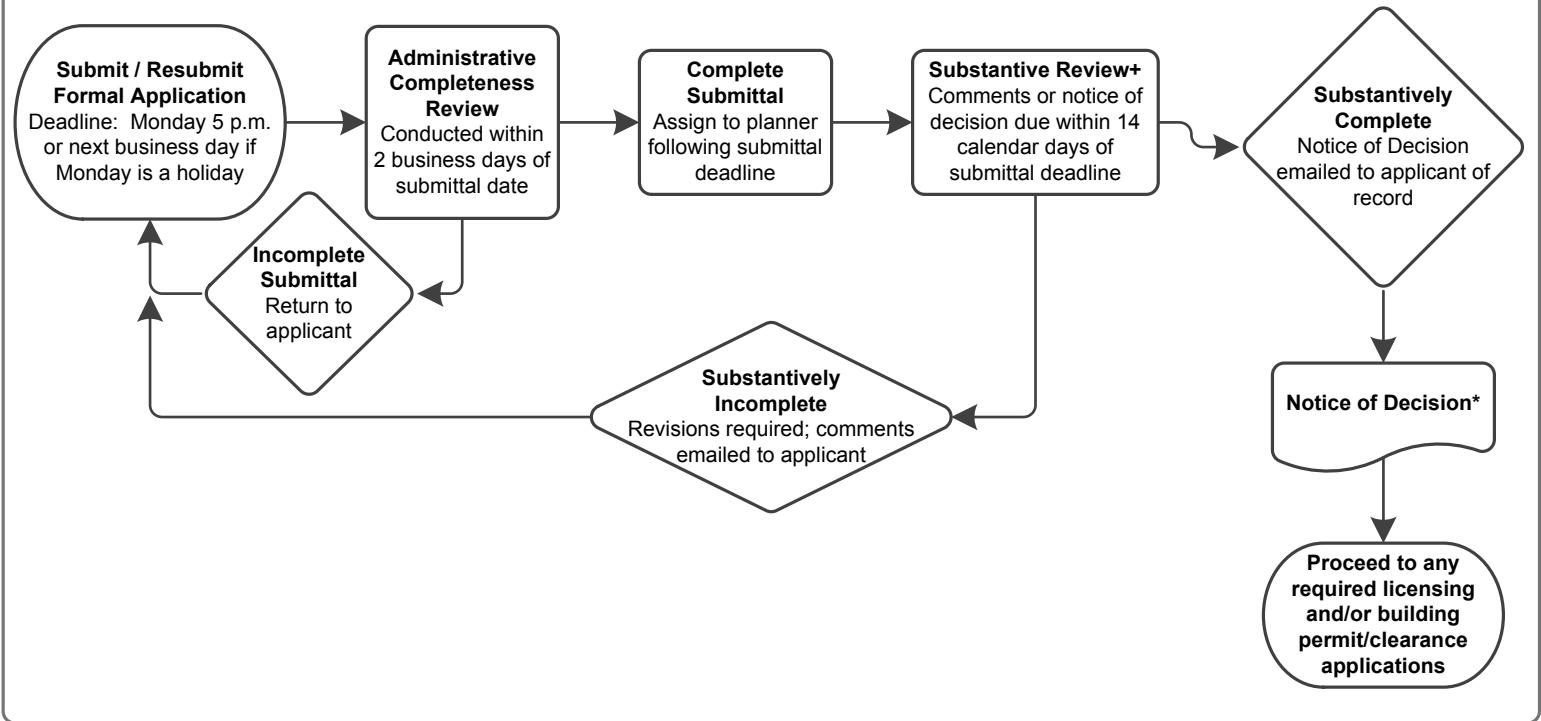 Submit / Resubmit
Formal Application
Deadline: Monday 5 p.m.
or next business day if
Monday is a holiday
Administrative
Completeness
Review
Conducted within
2 business days of
submittal date
Complete
Submittal
Assign to planner
following submittal
deadline
Substantive Review+
Comments or notice of
decision due within 14
calendar days of
submittal deadline
Substantively
Complete
Notice of Decision
emailed to applicant of
record
Incomplete
Submittal
Return to
applicant
Substantively
Incomplete
Revisions required; comments
emailed to applicant
Notice of Decision*
Proceed to any
required licensing
and/or building
permit/clearance
applications